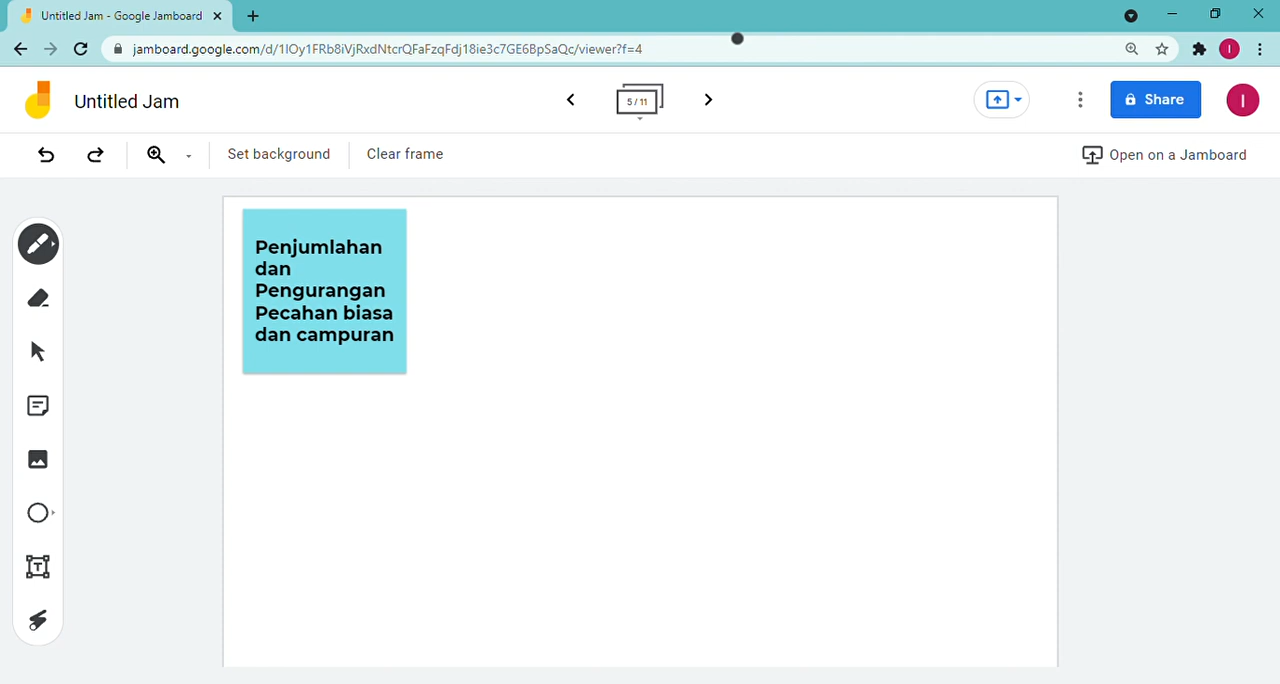 Untitled Jam - Google Jamboard
jamboard.google.com/d/1IOy1FRb8iVjRxdNtcrQFaFzqFdj18ie3c7GE6BpSaQc/viewer?f=4
I
Untitled Jam
5 / 11
Share
I
Set background
Clear frame
Open on a Jamboard
Penjumlahan
dan
Pengurangan
Pecahan biasa
dan campuran
T